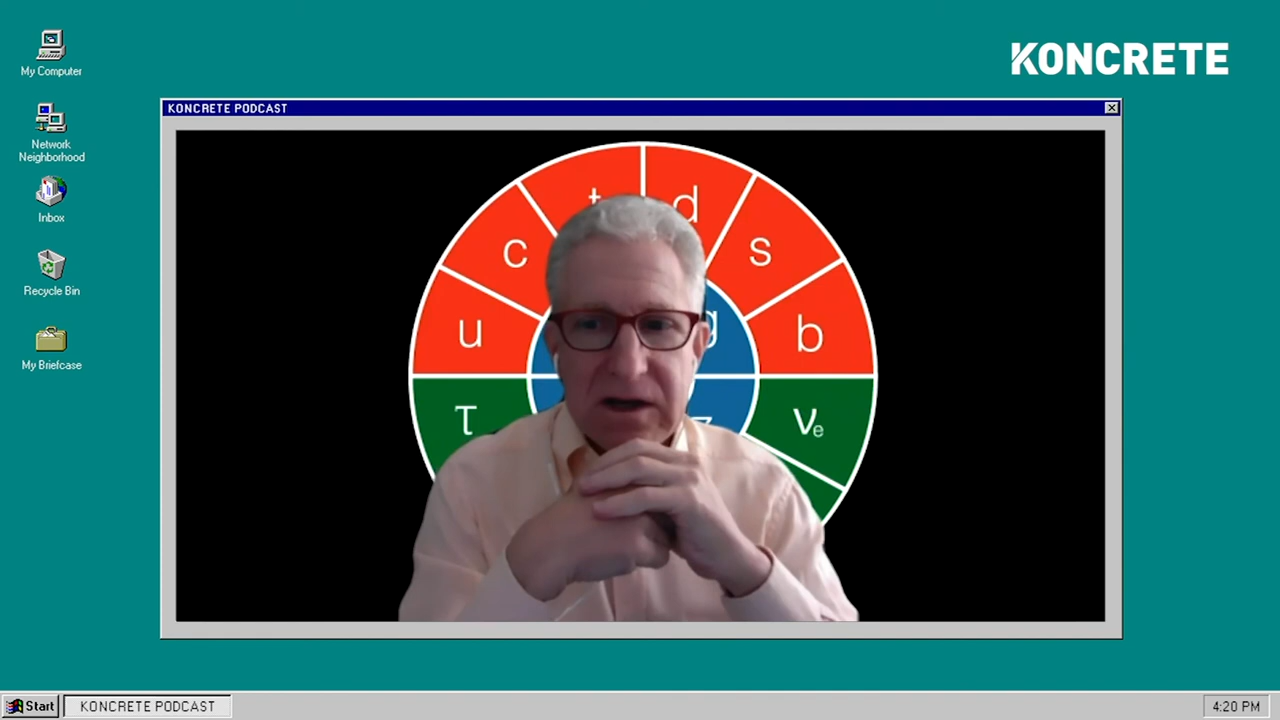 My Computer
KONCRETE
KONCRETE PODCAST
Network
Neighborhood
Inbox
Recycle Bin
My Briefcase
t
d
c
s
u
g
b
τ
νe
Start
KONCRETE PODCAST
4:20 PM